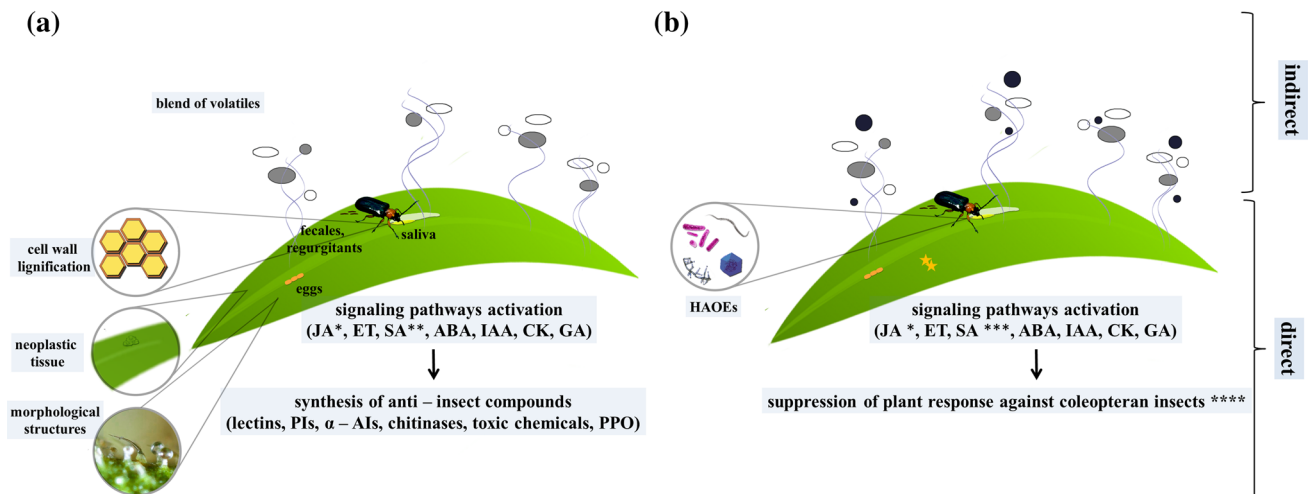 (a)
blend of volatiles
fecales,
regurgitants
saliva
eggs
cell wall
lignification
neoplastic
tissue
morphological
structures
signaling pathways activation
(JA*, ET, SA**, ABA, IAA, CK, GA)
synthesis of anti – insect compounds
(lectins, PIs, α – AIs, chitinases, toxic chemicals, PPO)
(b)
HAOEs
signaling pathways activation
(JA *, ET, SA ***, ABA, IAA, CK, GA)
suppression of plant response against coleopteran insects ****
indirect
direct